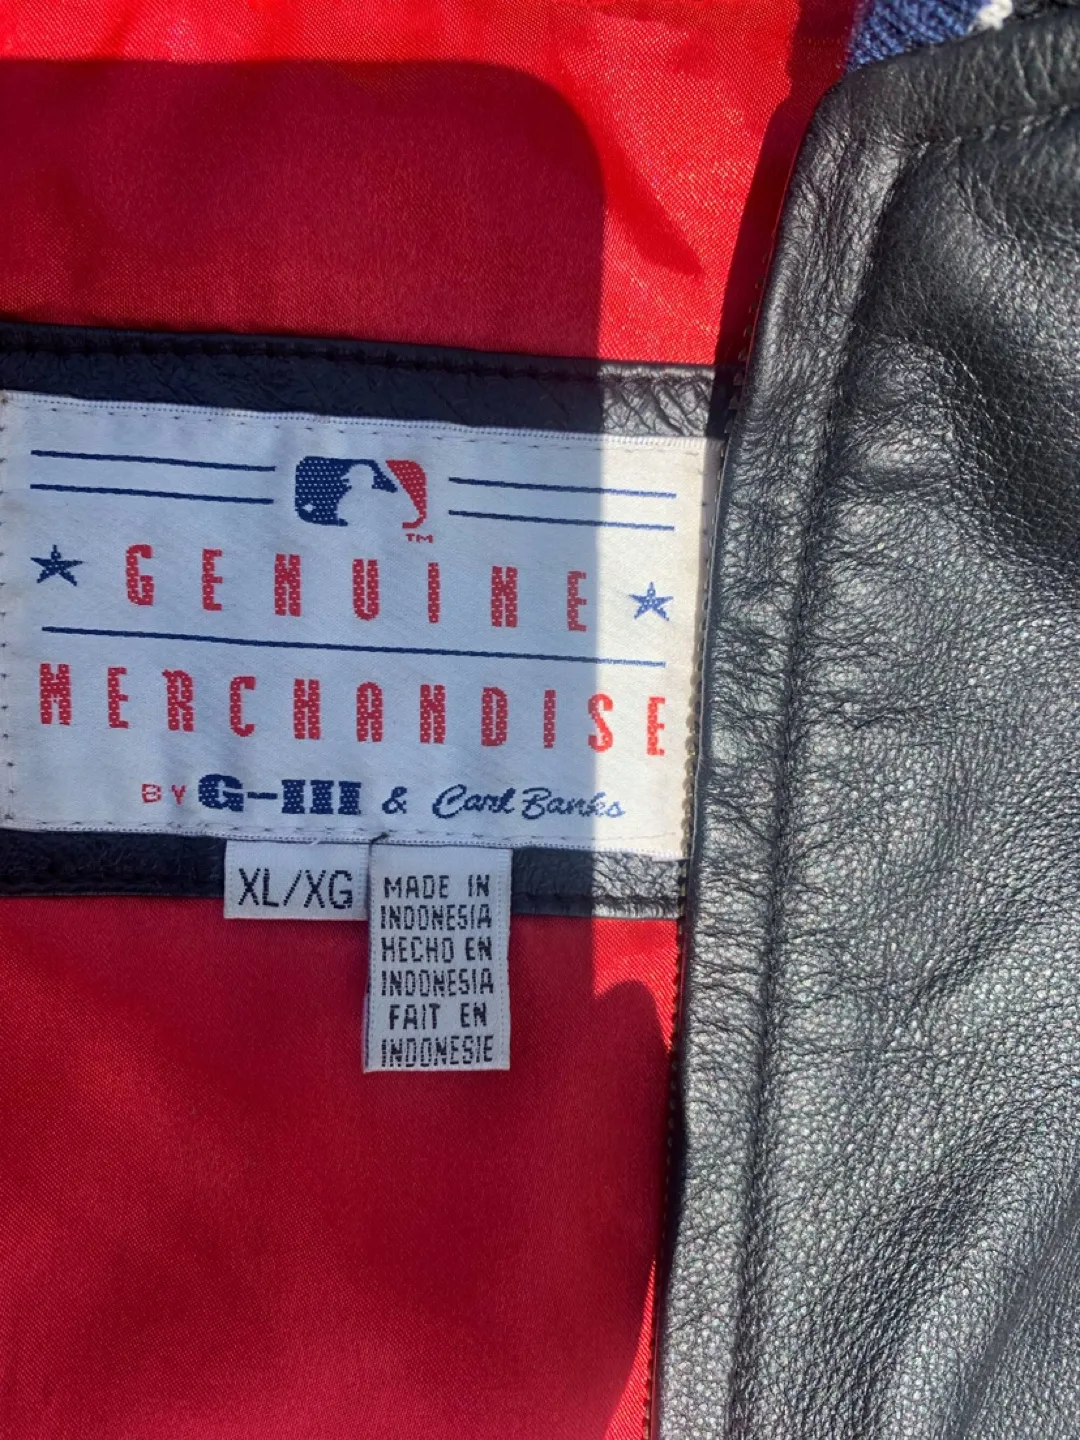 TM
GENUINE
MERCHANDISE
BY G-III & Carl Banks
XL/XG
MADE IN
INDONESIA
HECHO EN
INDONESIA
FAIT EN
INDONESIE